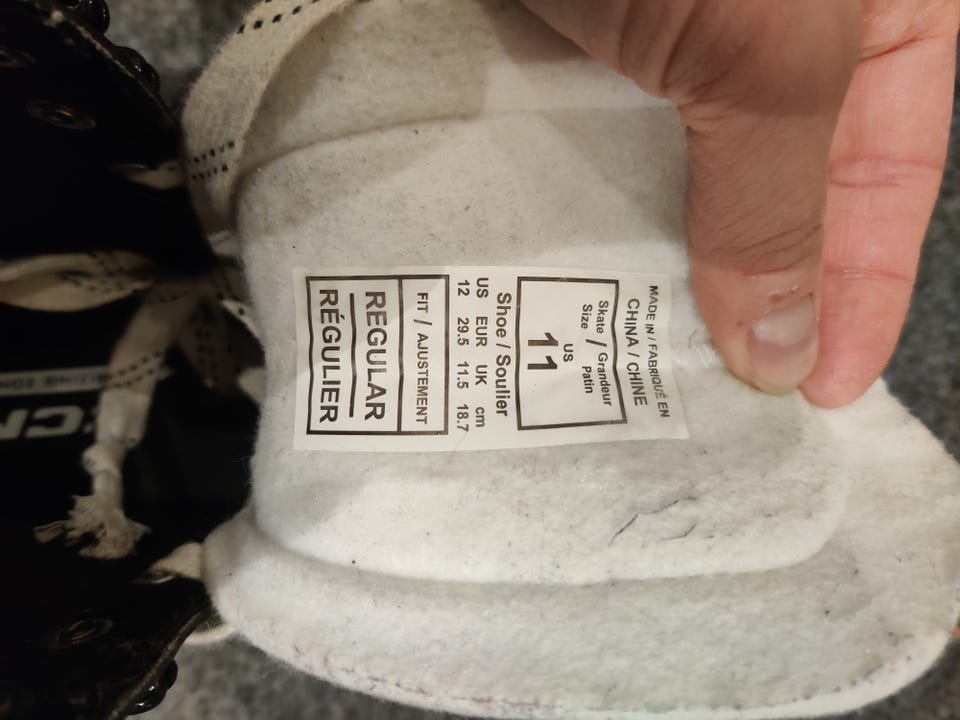 MADE IN / FABRIQUÉ EN
CHINA / CHINE
Skate / Grandeur
Size Patin
US
11
Shoe / Soulier
US EUR UK cm
12 29.5 11.5 18.7
FIT / AJUSTEMENT
REGULAR
RÉGULIER